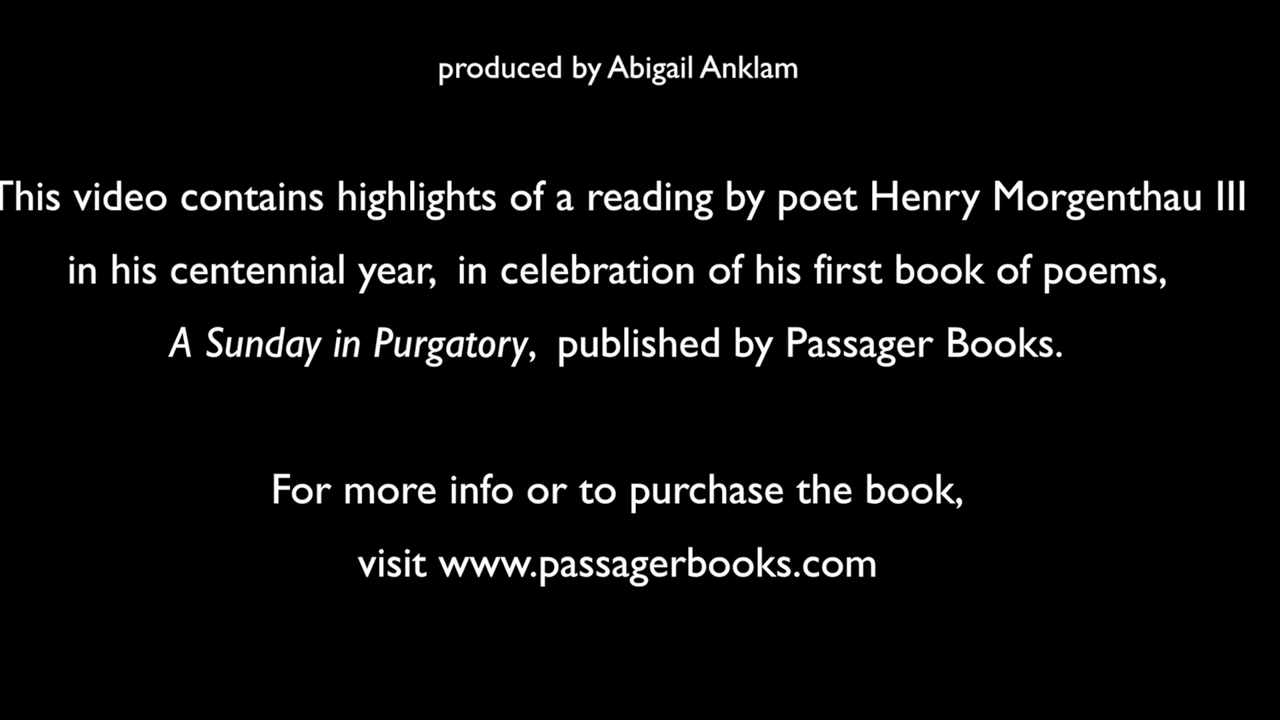 produced by Abigail Anklam
This video contains highlights of a reading by poet Henry Morgenthau III
in his centennial year, in celebration of his first book of poems,
A Sunday in Purgatory, published by Passager Books.
For more info or to purchase the book,
visit www.passagerbooks.com